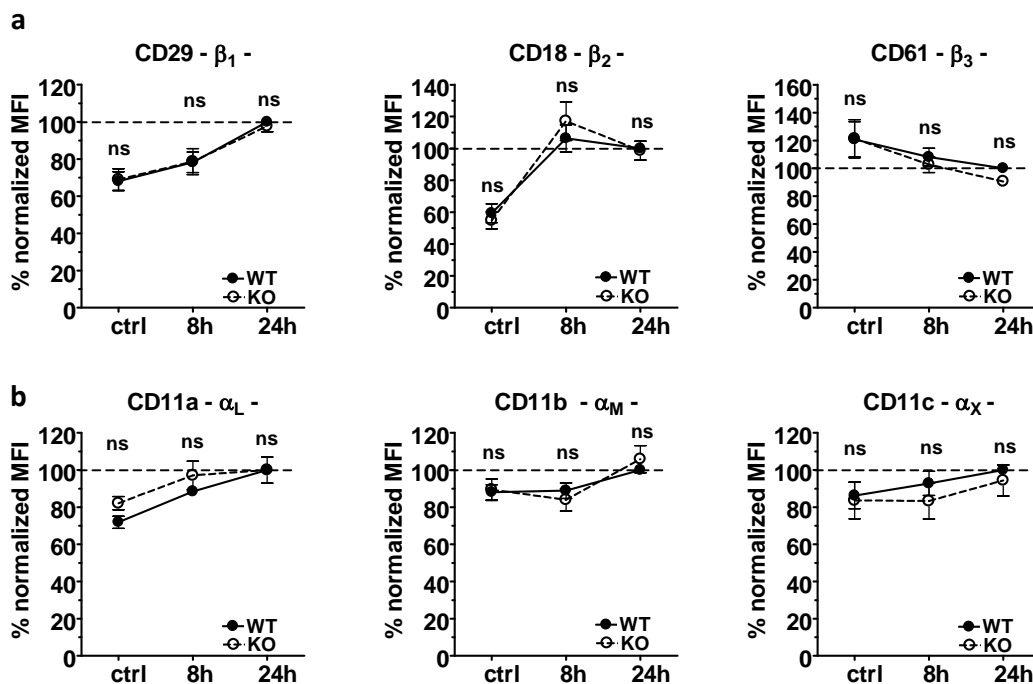 a
CD29 - β1 -
% normalized MFI
120
100
80
60
40
20
0
ns
ns
ns
WT
KO
ctrl 8h 24h
CD18 - β2 -
% normalized MFI
140
120
100
80
60
40
20
0
ns
ns
ns
WT
KO
ctrl 8h 24h
CD61 - β3 -
% normalized MFI
160
140
120
100
80
60
40
20
0
ns
ns
ns
WT
KO
ctrl 8h 24h
b
CD11a - αL -
% normalized MFI
120
100
80
60
40
20
0
ns
ns
ns
WT
KO
ctrl 8h 24h
CD11b - αM -
% normalized MFI
120
100
80
60
40
20
0
ns
ns
ns
WT
KO
ctrl 8h 24h
CD11c - αX -
% normalized MFI
120
100
80
60
40
20
0
ns
ns
ns
WT
KO
ctrl 8h 24h